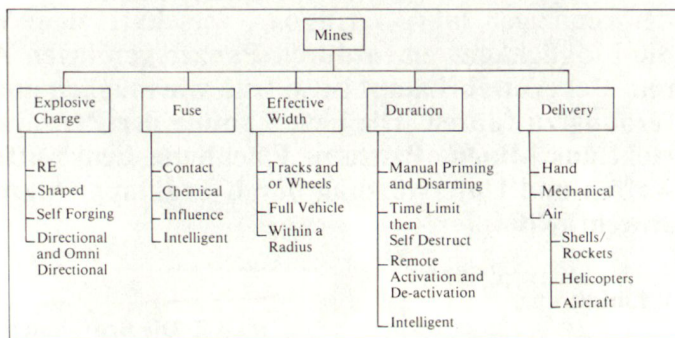 Mines
Explosive
Charge
RE
Shaped
Self Forging
Directional
and Omni
Directional
Fuse
Contact
Chemical
Influence
Intelligent
Effective
Width
Tracks and
or Wheels
Full Vehicle
Within a
Radius
Duration
Manual Priming
and Disarming
Time Limit
then
Self Destruct
Remote
Activation and
De-activation
Intelligent
Delivery
Hand
Mechanical
Air
Shells/
Rockets
Helicopters
Aircraft